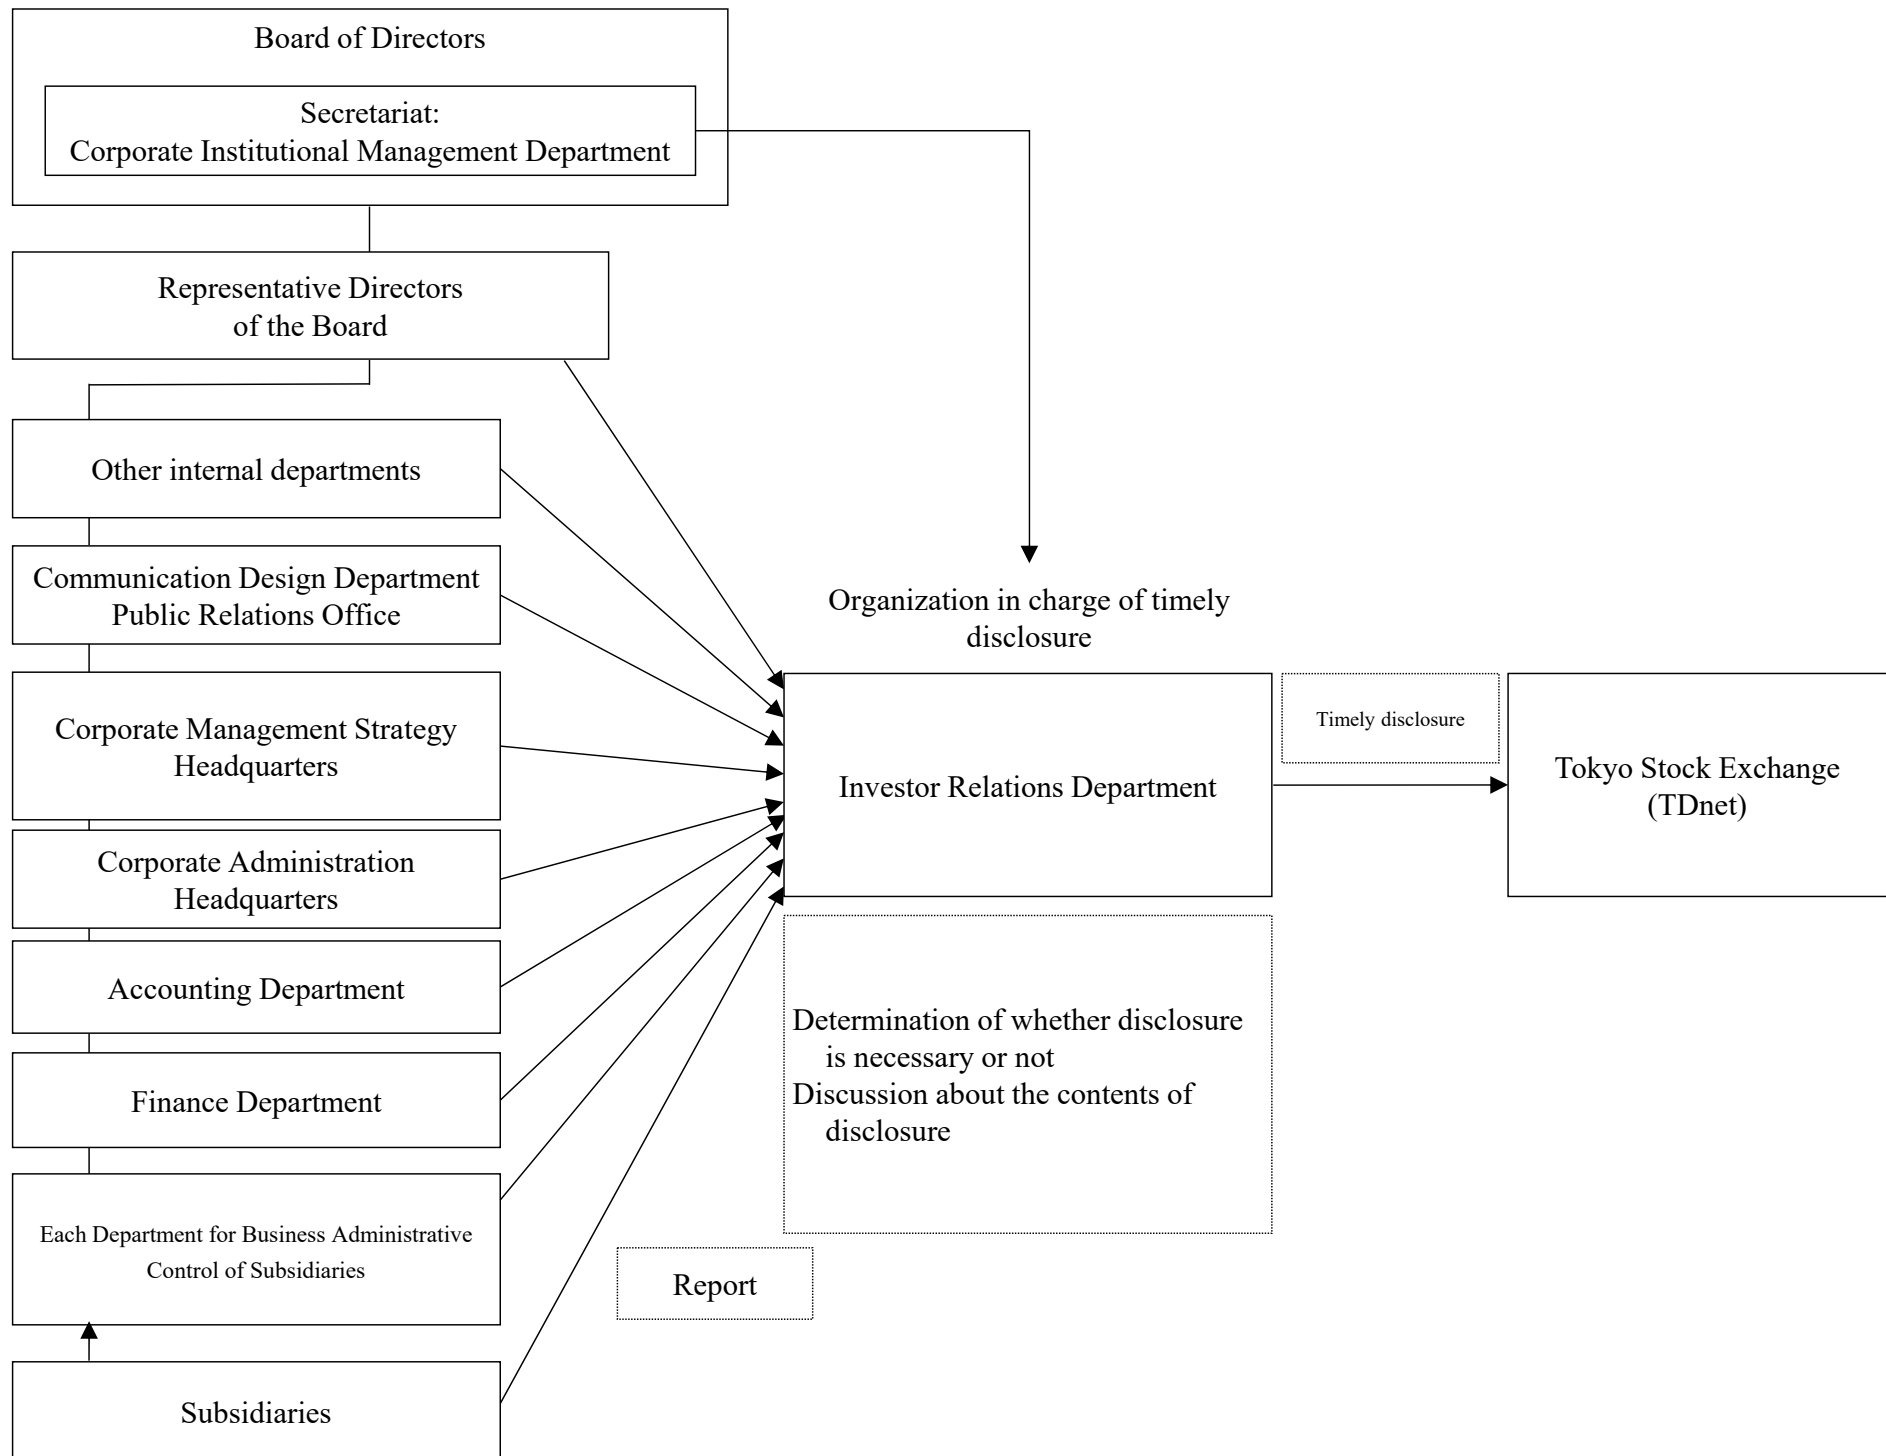 Board of Directors
Secretariat:
Corporate Institutional Management Department
Representative Directors
of the Board
Other internal departments
Communication Design Department
Public Relations Office
Corporate Management Strategy
Headquarters
Corporate Administration
Headquarters
Accounting Department
Finance Department
Each Department for Business Administrative
Control of Subsidiaries
Subsidiaries
Organization in charge of timely
disclosure
Investor Relations Department
Determination of whether disclosure
is necessary or not
Discussion about the contents of
disclosure
Report
Timely disclosure
Tokyo Stock Exchange
(TDnet)